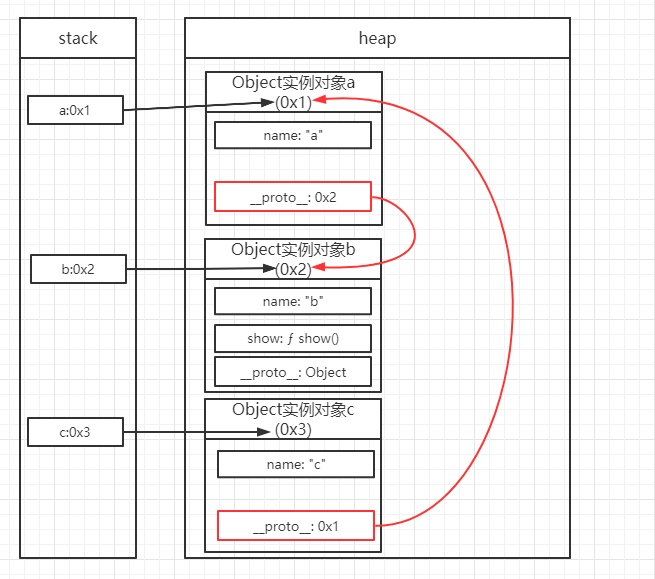 stack
heap
Object实例对象a
(0x1)
a:0x1
name: "a"
__proto__: 0x2
Object实例对象b
(0x2)
b:0x2
name: "b"
show: ƒ show()
__proto__: Object
Object实例对象c
(0x3)
c:0x3
name: "c"
__proto__: 0x1